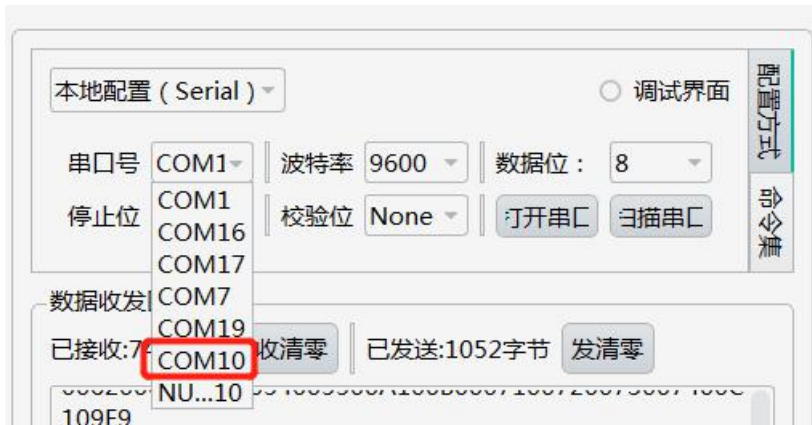 本地配置（Serial）
调试界面
配置方式
命令集
串口号 COM1 波特率 9600 数据位： 8
停止位 校验位 None 打开串口 扫描串口
COM1
COM16
COM17
COM7
COM19
COM10
NU...10
数据收发
已接收:7 收清零 已发送:1052字节 发清零
109F9